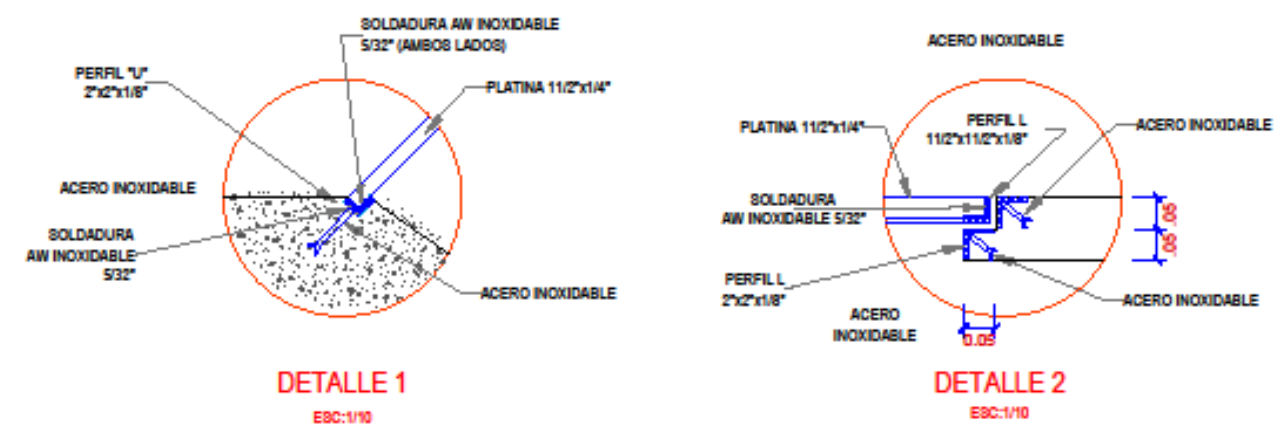 SOLDADURA AW INOXIDABLE
5/32" (AMBOS LADOS)
PERFIL "U"
2"x2"x1/8"
PLATINA 11/2"x1/4"
ACERO INOXIDABLE
SOLDADURA
AW INOXIDABLE
5/32"
ACERO INOXIDABLE
DETALLE 1
ESC:1/10
ACERO INOXIDABLE
PLATINA 11/2"x1/4"
PERFIL L
11/2"x11/2"x1/8"
ACERO INOXIDABLE
SOLDADURA
AW INOXIDABLE 5/32"
.05
.05
PERFIL L
2"x2"x1/8"
ACERO INOXIDABLE
ACERO
INOXIDABLE
0.05
DETALLE 2
ESC:1/10